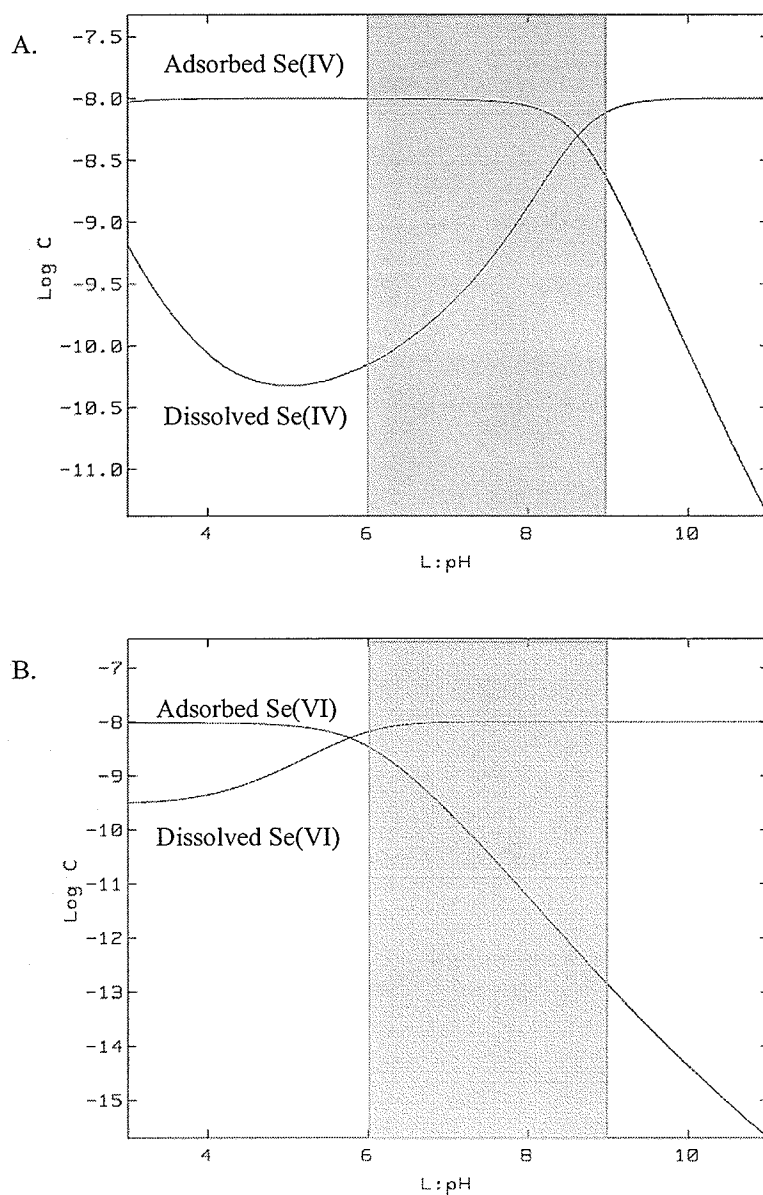 A.
Adsorbed Se(IV)
Dissolved Se(IV)
Log C
-7.5
-8.0
-8.5
-9.0
-9.5
-10.0
-10.5
-11.0
4 6 8 10
L:pH
B.
Adsorbed Se(VI)
Dissolved Se(VI)
Log C
-7
-8
-9
-10
-11
-12
-13
-14
-15
4 6 8 10
L:pH